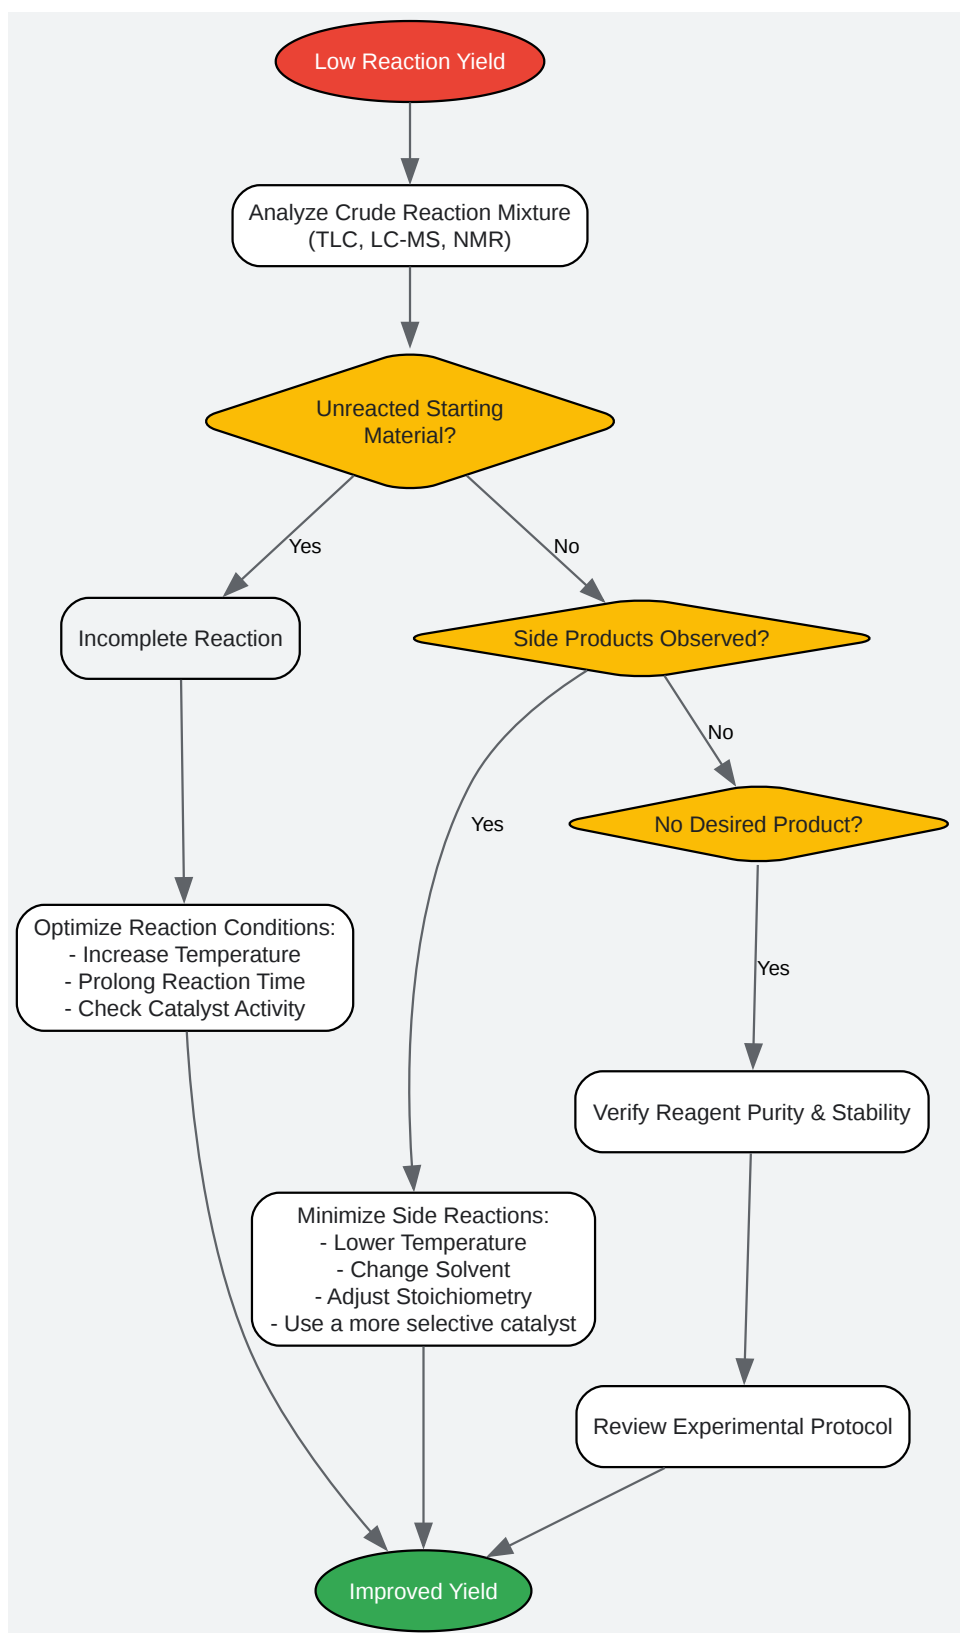 Low Reaction Yield
Analyze Crude Reaction Mixture
(TLC, LC-MS, NMR)
Unreacted Starting
Material?
Yes
No
Incomplete Reaction
Side Products Observed?
No
Yes
No Desired Product?
Optimize Reaction Conditions:
- Increase Temperature
- Prolong Reaction Time
- Check Catalyst Activity
Yes
Verify Reagent Purity & Stability
Minimize Side Reactions:
- Lower Temperature
- Change Solvent
- Adjust Stoichiometry
- Use a more selective catalyst
Review Experimental Protocol
Improved Yield